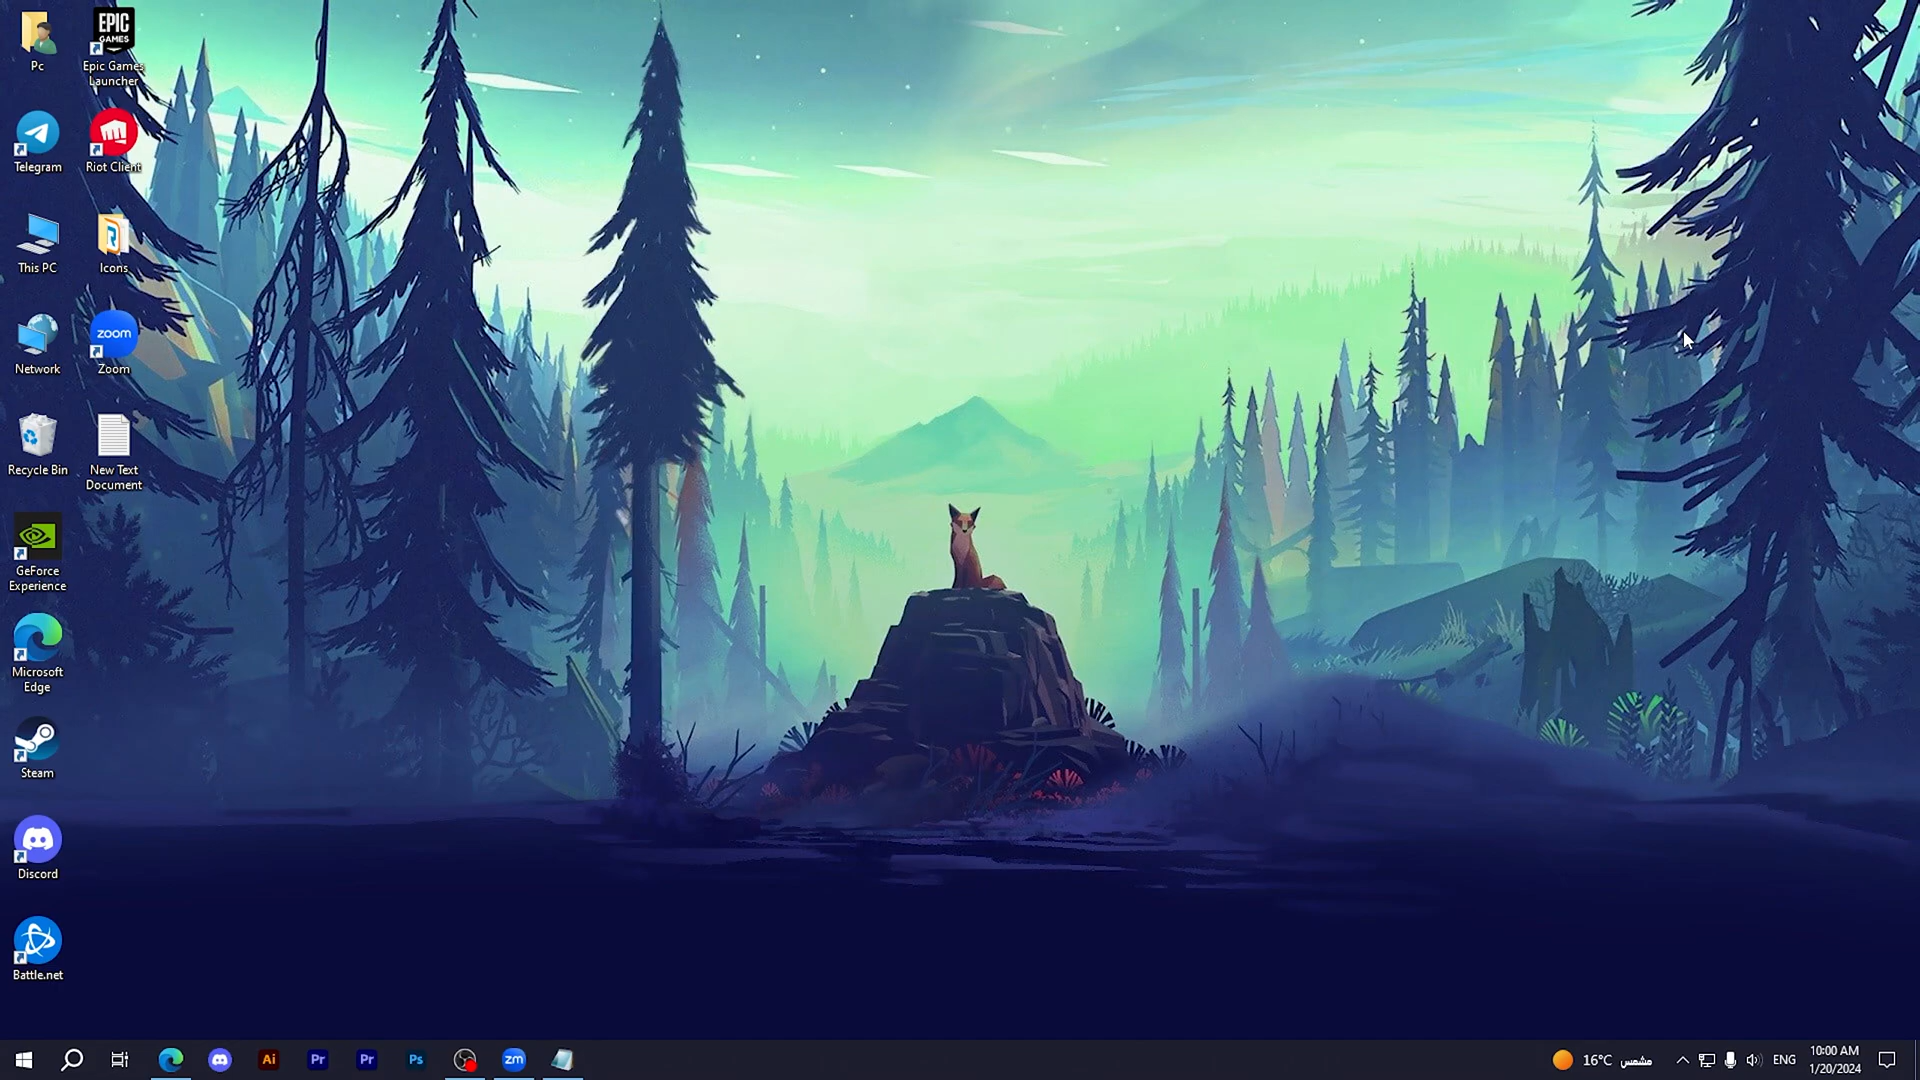 Pc
EPIC
GAMES
Epic Games
Launcher
Telegram
Riot Client
This PC
Icons
Network
zoom
Zoom
Recycle Bin
New Text
Document
GeForce
Experience
Microsoft
Edge
Steam
Discord
Battle.net
Ai
Pr
Pr
Ps
zm
16°C مشمس
ENG
10:00 AM
1/20/2024